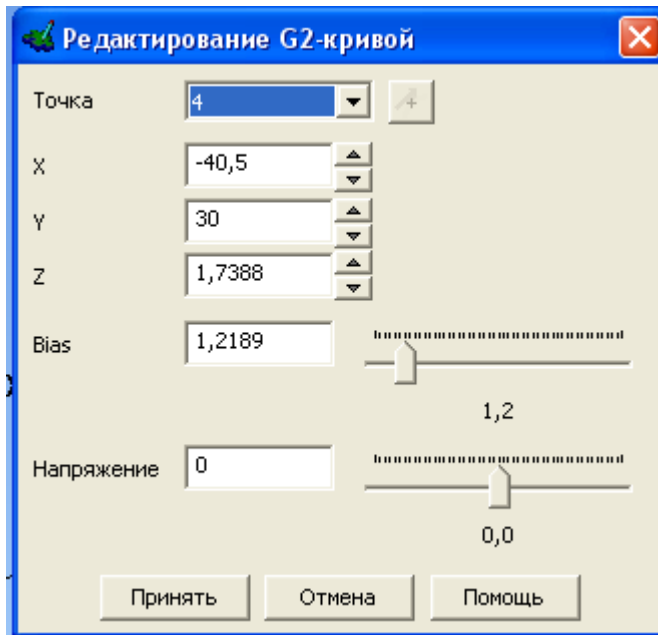 Редактирование G2-кривой
Точка 4
X -40,5
Y 30
Z 1,7388
Bias 1,2189
1,2
Напряжение 0
0,0
Принять Отмена Помощь